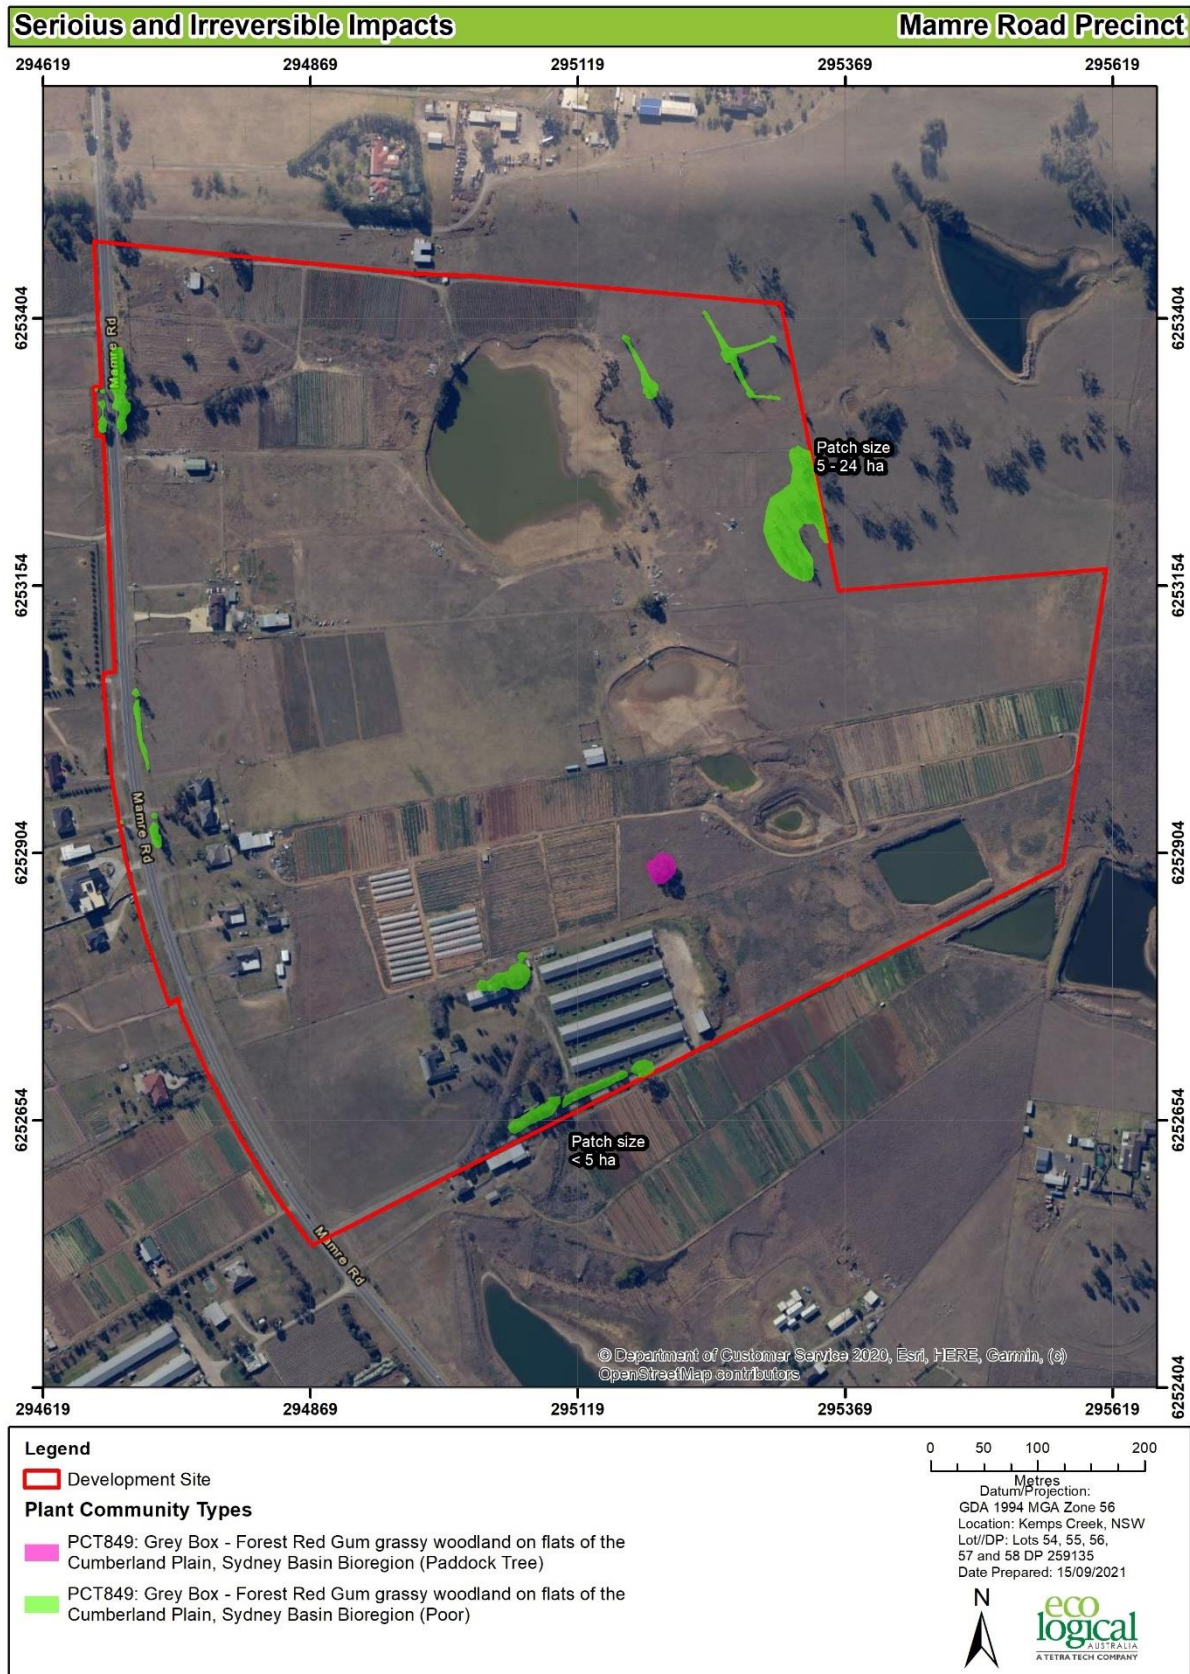 Serioius and Irreversible Impacts
Mamre Road Precinct
294619 294869 295119 295369 295619
6253404 6253404
Mamre Rd
Patch size
5 - 24 ha
6253154 6253154
Mamre Rd
6252904 6252904
6252654 6252654
Patch size
< 5 ha
Mamre Rd
© Department of Customer Service 2020, Esri, HERE, Garmin, (c)
OpenStreetMap contributors
6252404
294619 294869 295119 295369 295619
Legend
Development Site
Plant Community Types
PCT849: Grey Box - Forest Red Gum grassy woodland on flats of the
Cumberland Plain, Sydney Basin Bioregion (Paddock Tree)
PCT849: Grey Box - Forest Red Gum grassy woodland on flats of the
Cumberland Plain, Sydney Basin Bioregion (Poor)
0 50 100 200
Metres
Datum/Projection:
GDA 1994 MGA Zone 56
Location: Kemps Creek, NSW
Lot//DP: Lots 54, 55, 56,
57 and 58 DP 259135
Date Prepared: 15/09/2021
N
eco
logical
AUSTRALIA
A TETRA TECH COMPANY